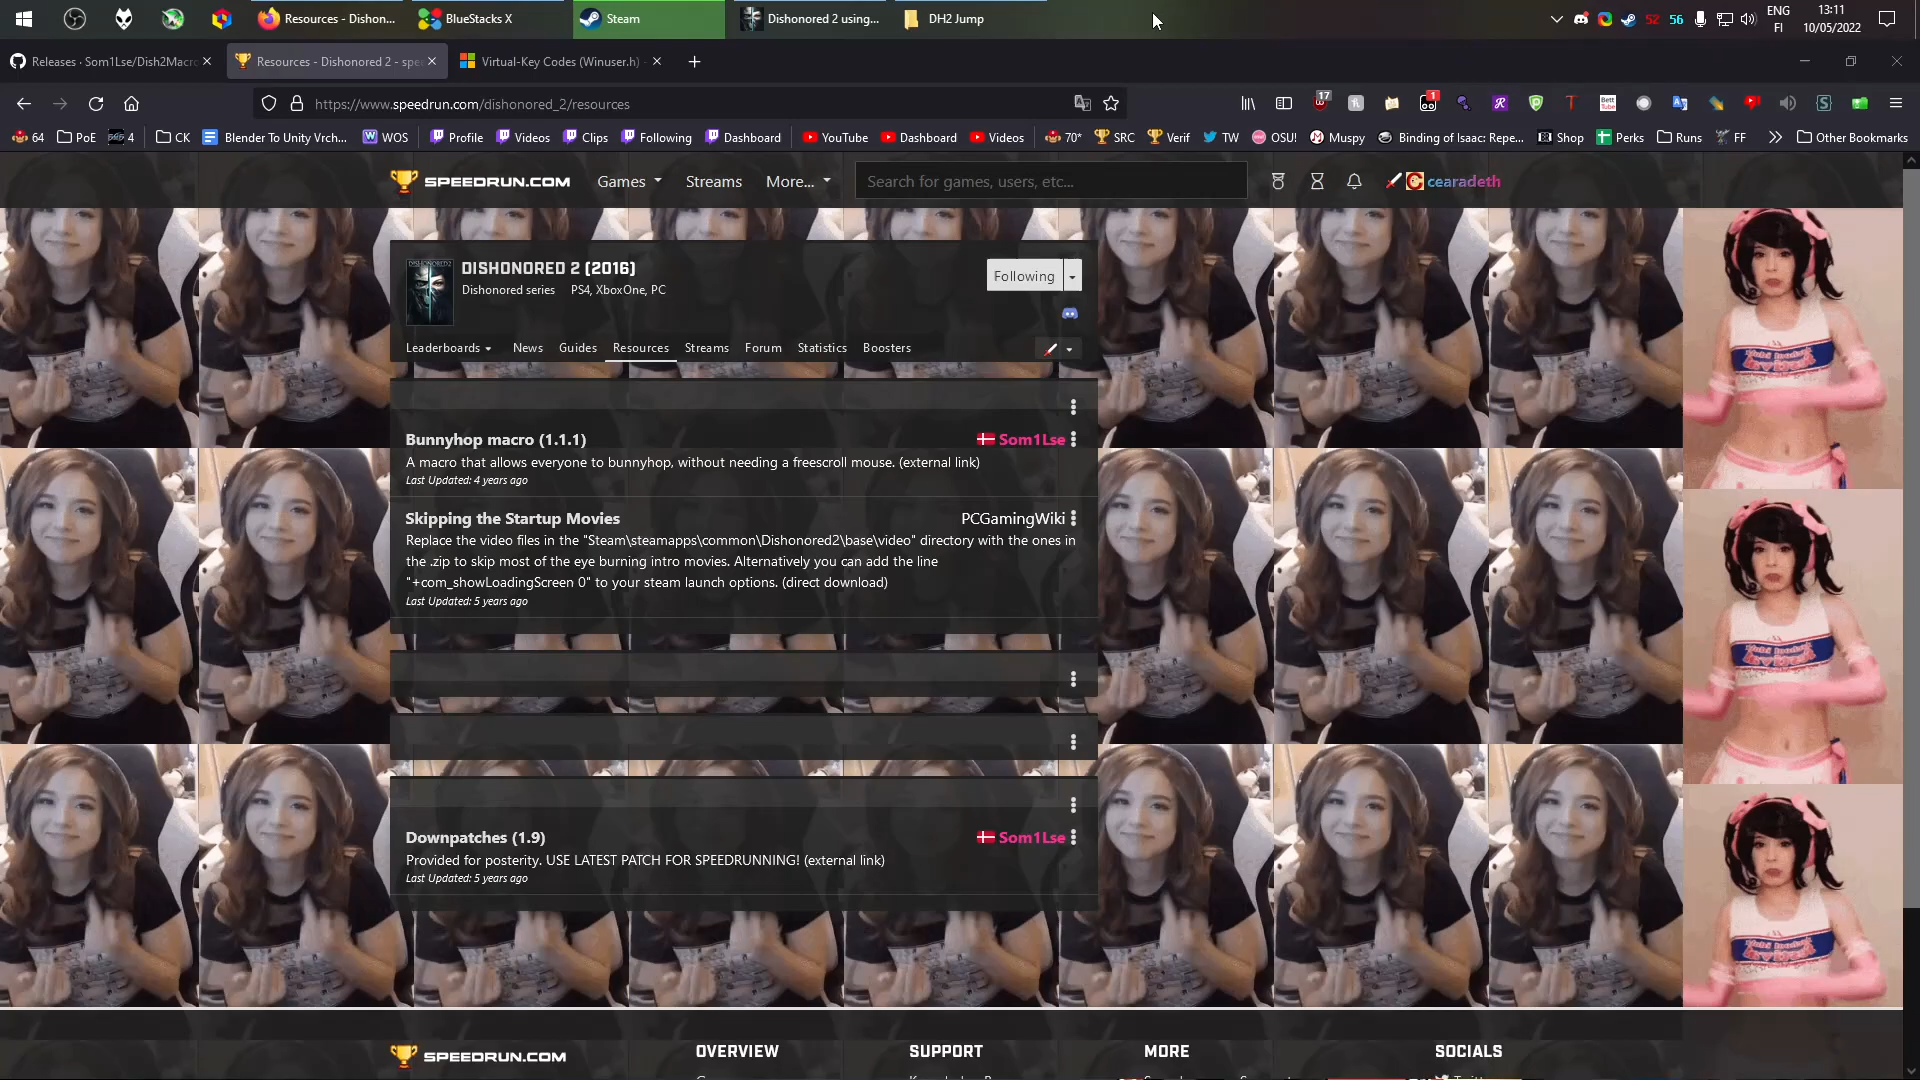 Resources - Dishon...
BlueStacks X
Steam
Dishonored 2 using...
DH2 Jump
52
56
ENG
FI
13:11
10/05/2022
Releases · Som1Lse/Dish2Macro
Resources - Dishonored 2 - spee
Virtual-Key Codes (Winuser.h) -
https://www.speedrun.com/dishonored_2/resources
17
1
64
PoE
4
CK
Blender To Unity Vrch...
WOS
Profile
Videos
Clips
Following
Dashboard
YouTube
Dashboard
Videos
70*
SRC
Verif
TW
OSU!
Muspy
Binding of Isaac: Repe...
Shop
Perks
Runs
FF
Other Bookmarks
SPEEDRUN.COM
Games
Streams
More...
Search for games, users, etc...
cearadeth
DISHONORED 2 (2016)
Dishonored series
PS4, XboxOne, PC
Following
Leaderboards
News
Guides
Resources
Streams
Forum
Statistics
Boosters
Bunnyhop macro (1.1.1)
Som1Lse
A macro that allows everyone to bunnyhop, without needing a freescroll mouse. (external link)
Last Updated: 4 years ago
Skipping the Startup Movies
PCGamingWiki
Replace the video files in the "Steam\steamapps\common\Dishonored2\base\video" directory with the ones in
the .zip to skip most of the eye burning intro movies. Alternatively you can add the line
"+com_showLoadingScreen 0" to your steam launch options. (direct download)
Last Updated: 5 years ago
Downpatches (1.9)
Som1Lse
Provided for posterity. USE LATEST PATCH FOR SPEEDRUNNING! (external link)
Last Updated: 5 years ago
SPEEDRUN.COM
OVERVIEW
SUPPORT
MORE
SOCIALS